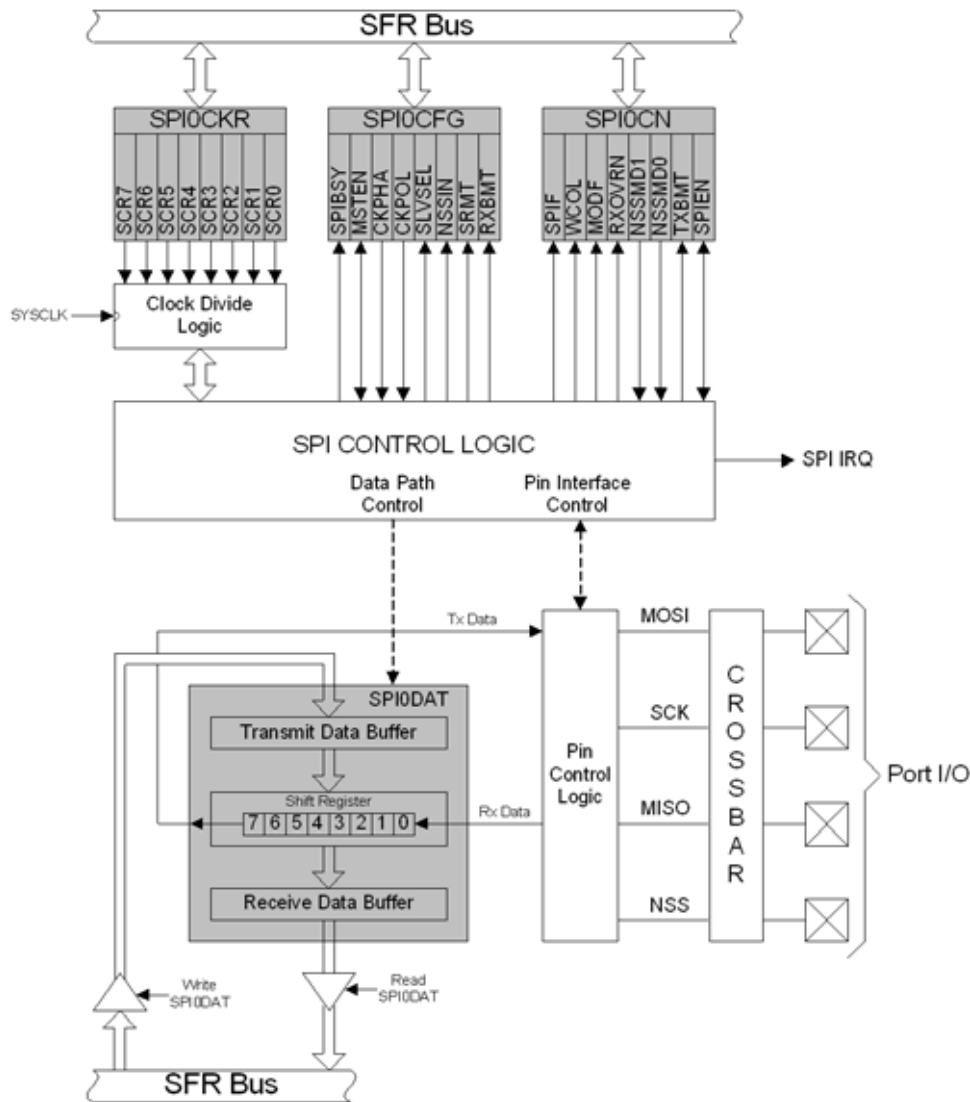 SFR Bus
SPI0CKR
SCR7
SCR6
SCR5
SCR4
SCR3
SCR2
SCR1
SCR0
SPI0CFG
SPIBSY
MSTEN
CKPHA
CKPOL
SLVSEL
NSSIN
SRMT
RXBMT
SPI0CN
SPIF
WCOL
MODF
RXOVRN
NSSMD1
NSSMD0
TXBMT
SPIEN
SYSCLK
Clock Divide
Logic
SPI CONTROL LOGIC
Data Path
Control
Pin Interface
Control
SPI IRQ
Tx Data
SPI0DAT
Transmit Data Buffer
Shift Register
7 6 5 4 3 2 1 0
Rx Data
Receive Data Buffer
Pin
Control
Logic
MOSI
SCK
MISO
NSS
CROSSBAR
Port I/O
Write
SPI0DAT
Read
SPI0DAT
SFR Bus